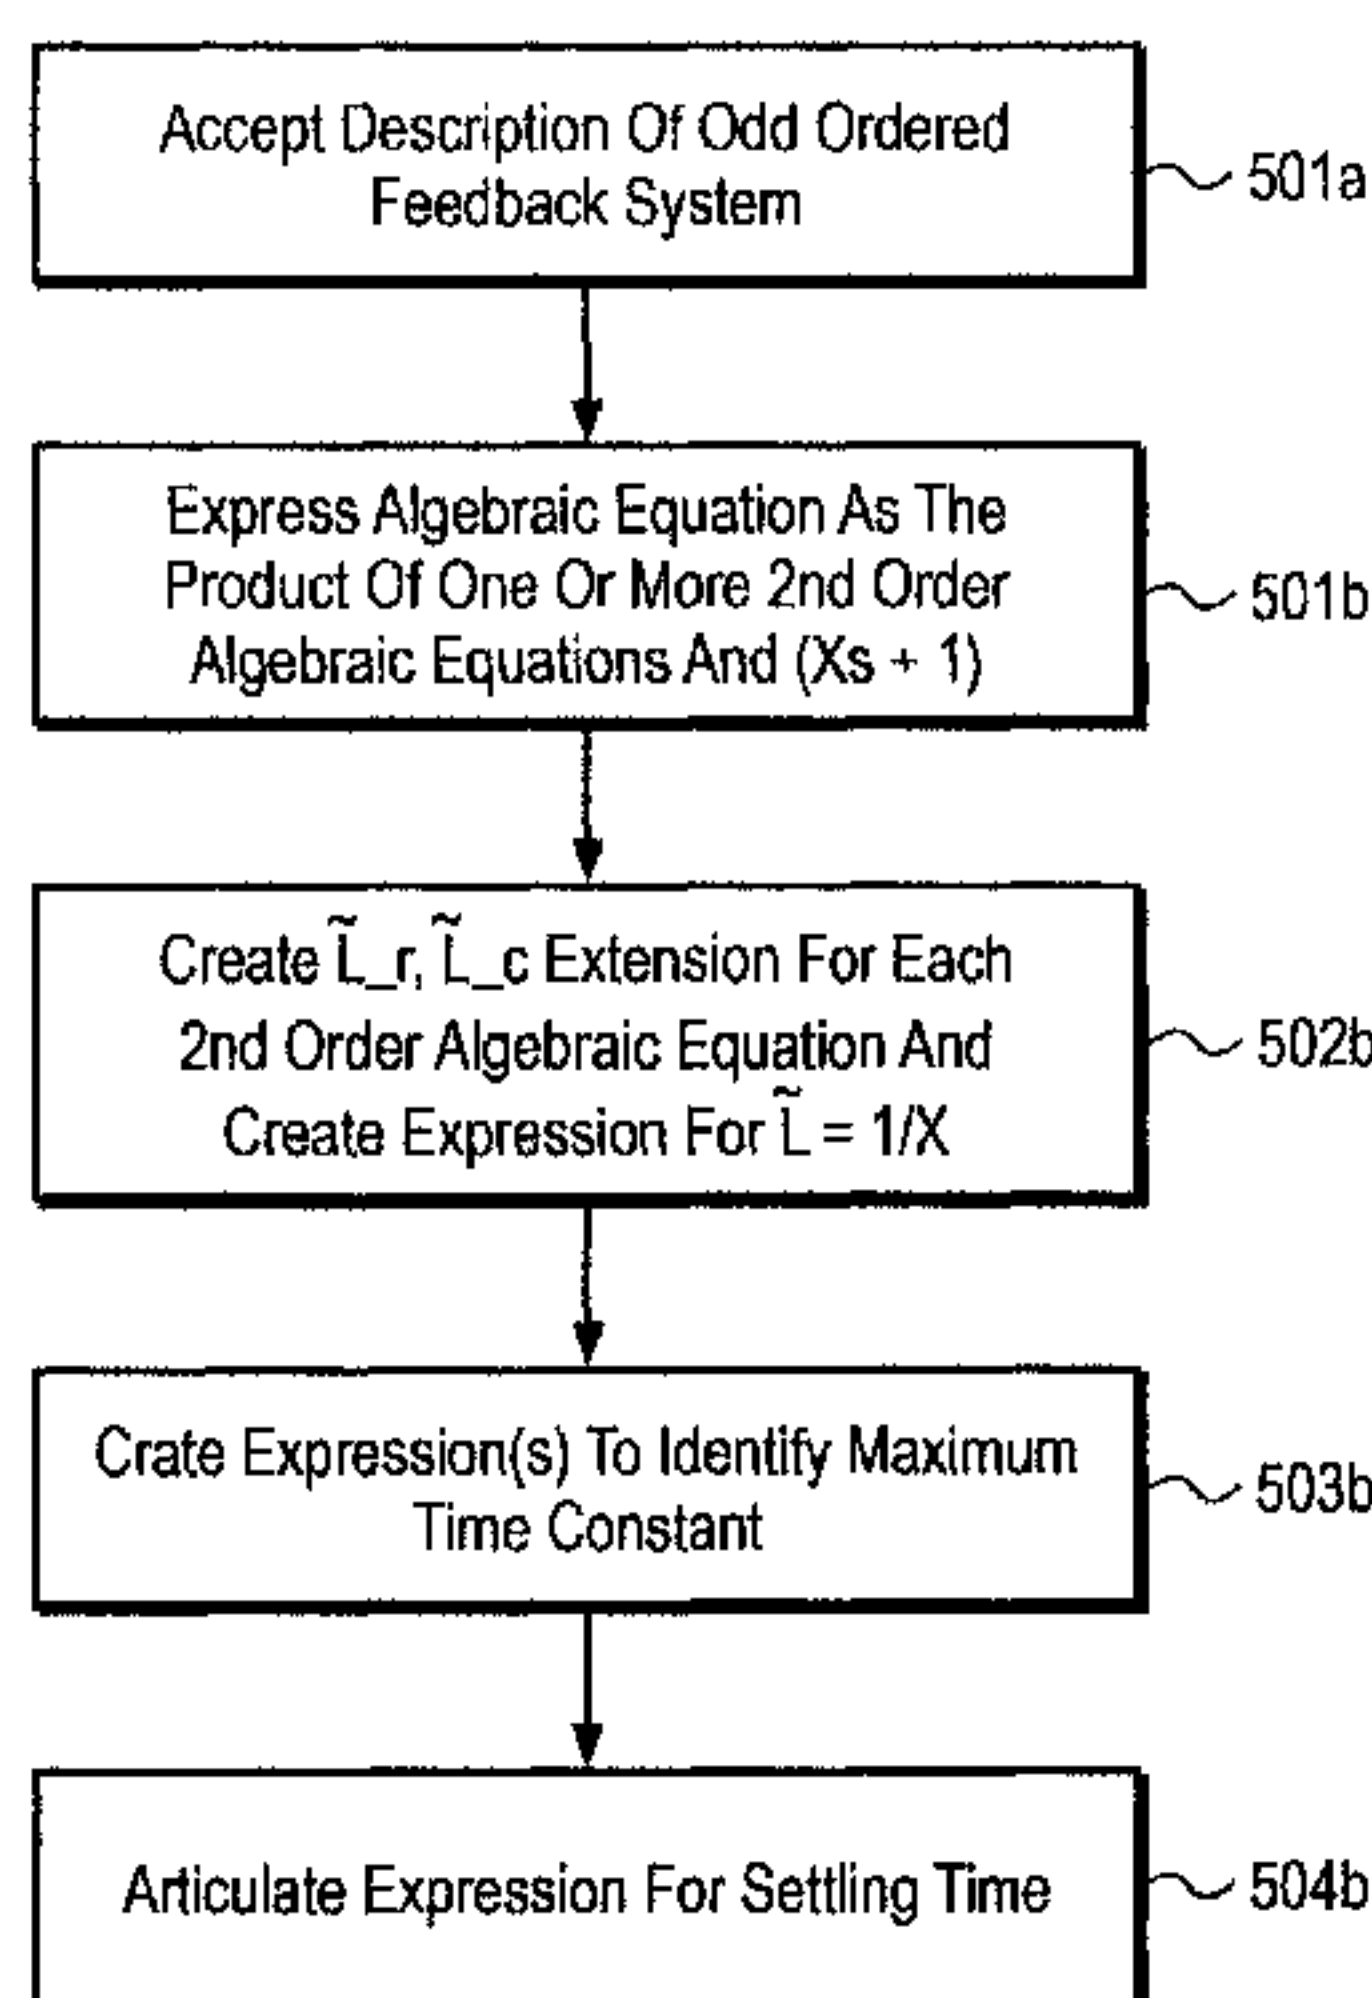 Accept Description Of Odd Ordered
Feedback System
501a
Express Algebraic Equation As The
Product Of One Or More 2nd Order
Algebraic Equations And (Xs + 1)
501b
Create L̃_r, L̃_c Extension For Each
2nd Order Algebraic Equation And
Create Expression For L̃ = 1/X
502b
Crate Expression(s) To Identify Maximum
Time Constant
503b
Articulate Expression For Settling Time
504b